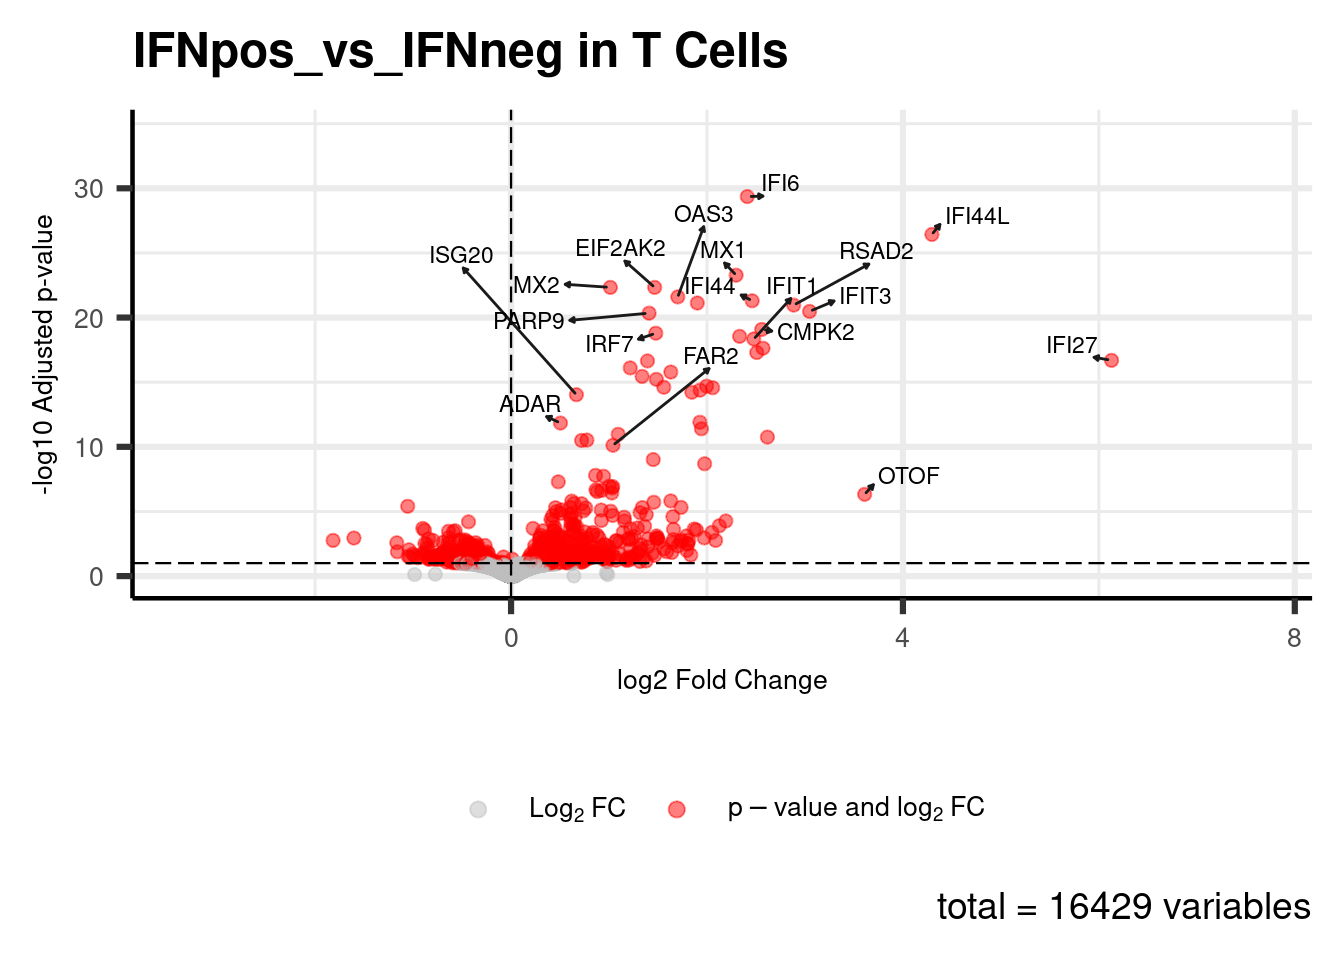 IFNpos_vs_IFNneg in T Cells
-log10 Adjusted p-value
30
20
10
0
IFI6
OAS3
IFI44L
EIF2AK2
MX1
RSAD2
ISG20
MX2
IFI44
IFIT1
IFIT3
PARP9
CMPK2
IRF7
FAR2
IFI27
ADAR
OTOF
0
4
8
log2 Fold Change
Log₂ FC
p − value and log₂ FC
total = 16429 variables